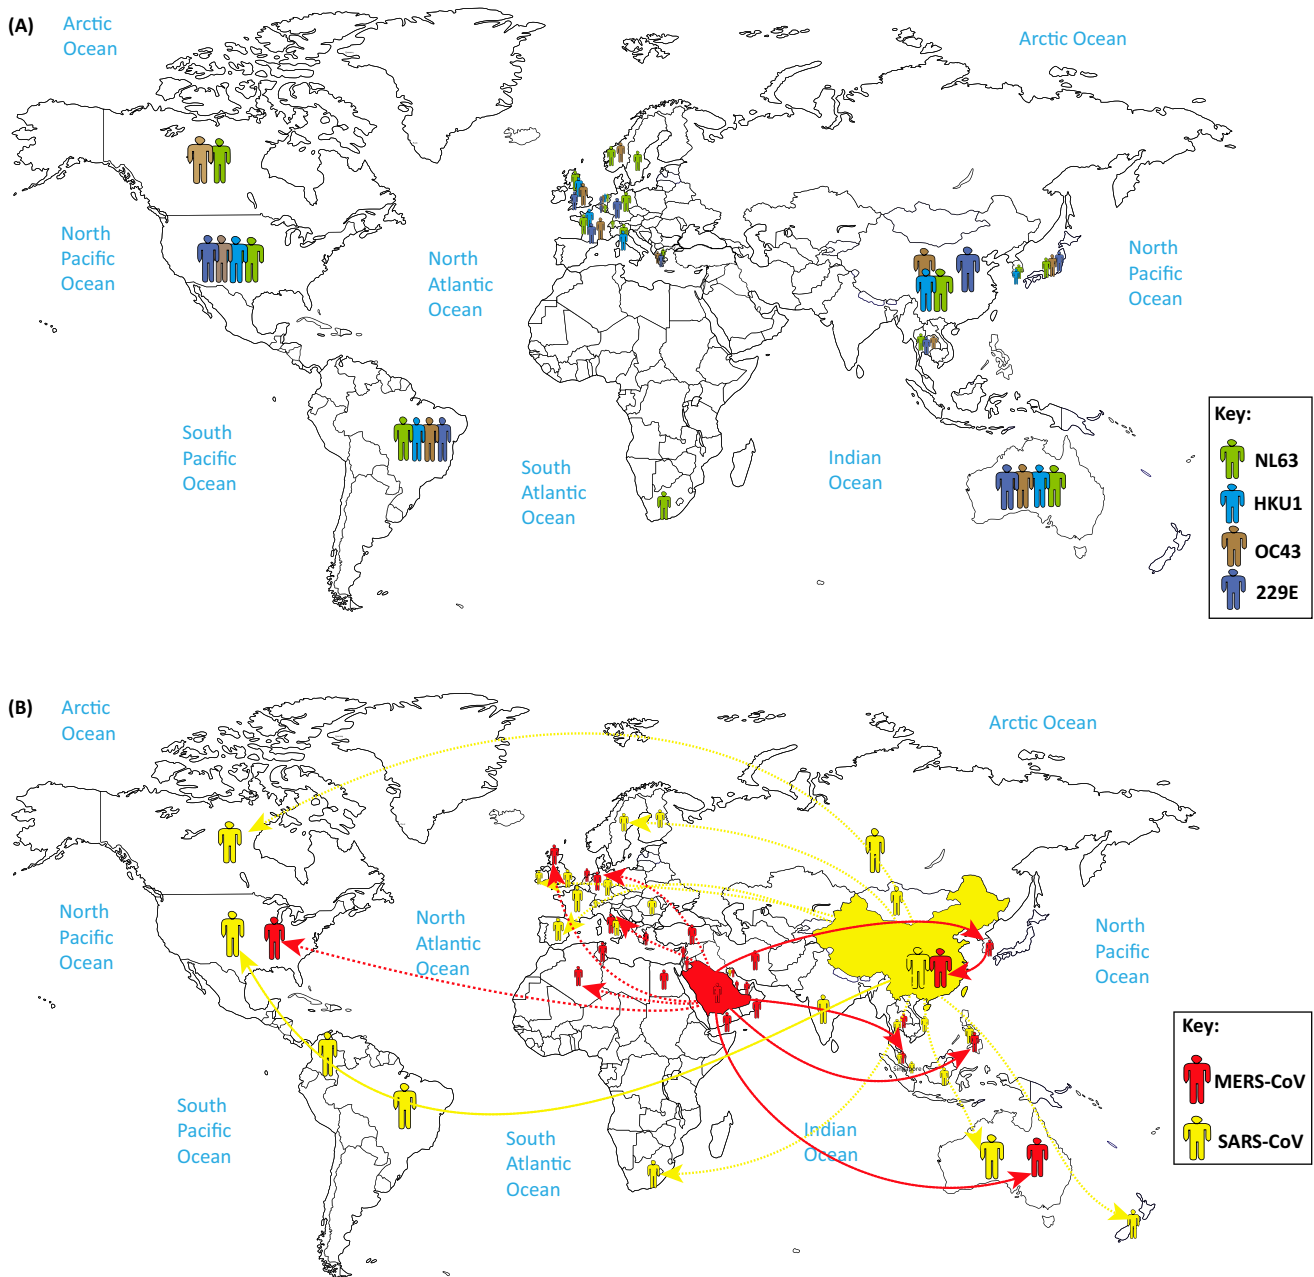 (A)
Arctic
Ocean
Arctic Ocean
North
Pacific
Ocean
North
Atlantic
Ocean
North
Pacific
Ocean
South
Pacific
Ocean
South
Atlantic
Ocean
Indian
Ocean
Key:
NL63
HKU1
OC43
229E
(B)
Arctic
Ocean
Arctic Ocean
North
Pacific
Ocean
North
Atlantic
Ocean
North
Pacific
Ocean
Singapore
South
Pacific
Ocean
South
Atlantic
Ocean
Indian
Ocean
Key:
MERS-CoV
SARS-CoV